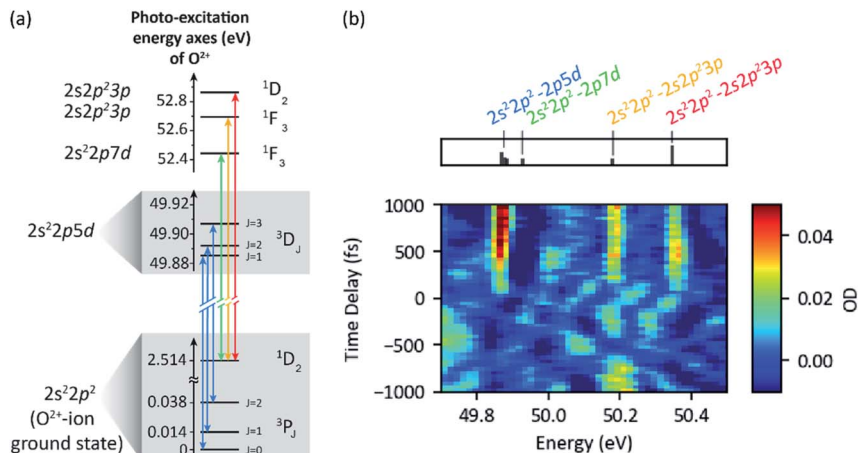 (a)
Photo-excitation
energy axes (eV)
of O²⁺
2s²2p²3p
2s²2p²3p
2s²2p7d
52.8
52.6
52.4
¹D₂
¹F₃
¹F₃
2s²2p5d
49.92
49.90
49.88
J=3
J=2
J=1
³D_J
2s²2p²
(O²⁺-ion
ground state)
2.514
¹D₂
0.038
0.014
0
J=2
J=1
J=0
³P_J
(b)
2s²2p²-2p5d
2s²2p²-2p7d
2s²2p²-2s2p²3p
2s²2p²-2s2p²3p
Time Delay (fs)
1000
500
0
-500
-1000
49.8
50.0
50.2
50.4
Energy (eV)
0.04
0.02
0.00
OD